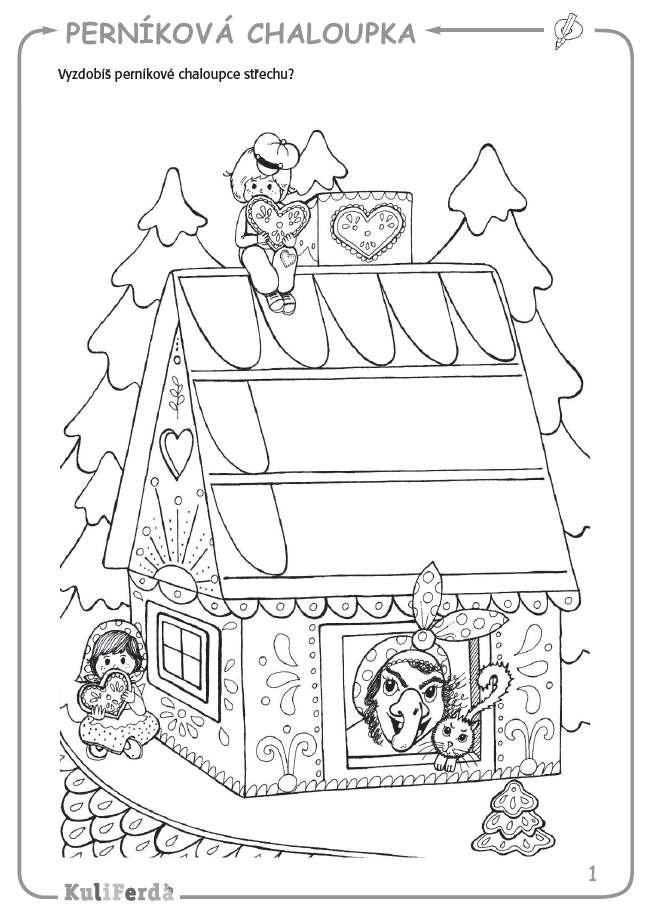 PERNÍKOVÁ CHALOUPKA
Vyzdobíš perníkové chaloupce střechu?
1
KuliFerda